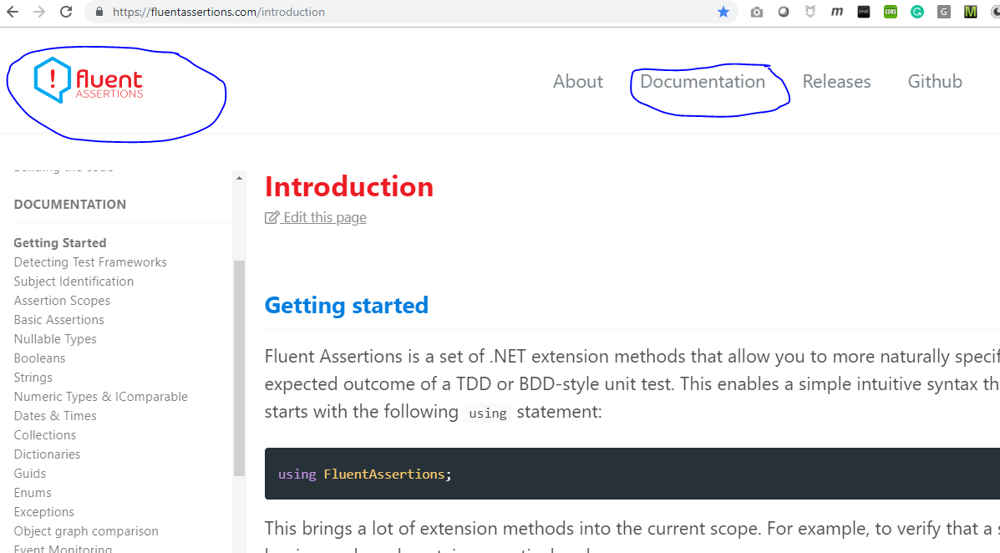 https://fluentassertions.com/introduction
fluent
ASSERTIONS
About Documentation Releases Github
Building the code
DOCUMENTATION
Getting Started
Detecting Test Frameworks
Subject Identification
Assertion Scopes
Basic Assertions
Nullable Types
Booleans
Strings
Numeric Types & IComparable
Dates & Times
Collections
Dictionaries
Guids
Enums
Exceptions
Object graph comparison
Event Monitoring
Introduction
Edit this page
Getting started
Fluent Assertions is a set of .NET extension methods that allow you to more naturally specif
expected outcome of a TDD or BDD-style unit test. This enables a simple intuitive syntax th
starts with the following using statement:
using FluentAssertions;
This brings a lot of extension methods into the current scope. For example, to verify that a s